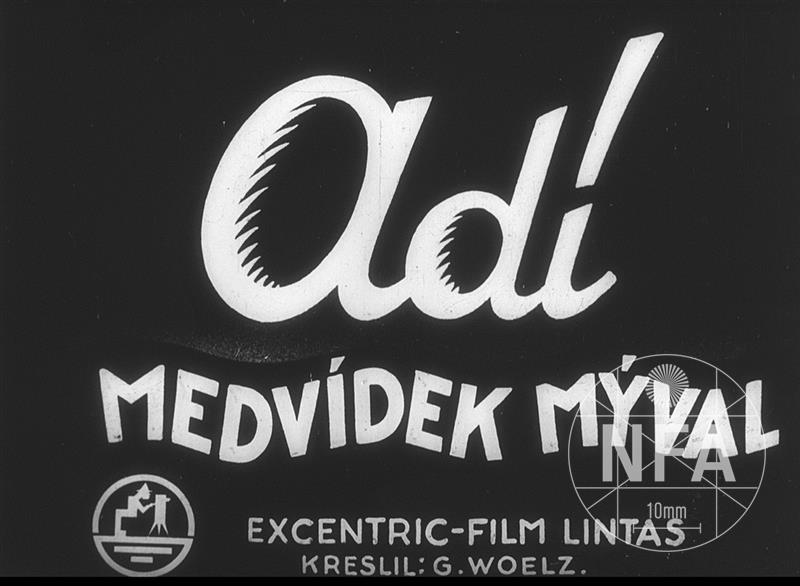 Adí
MEDVÍDEK MÝVAL
NFA
10mm
EXCENTRIC-FILM LINTAS
KRESLIL: G. WOELZ.